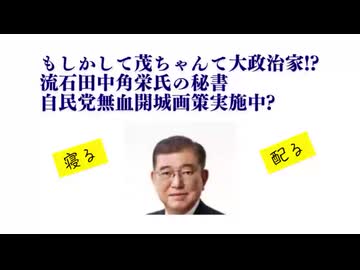 もしかして茂ちゃんて大政治家!?
流石田中角栄氏の秘書
自民党無血開城画策実施中?
寝る
配る